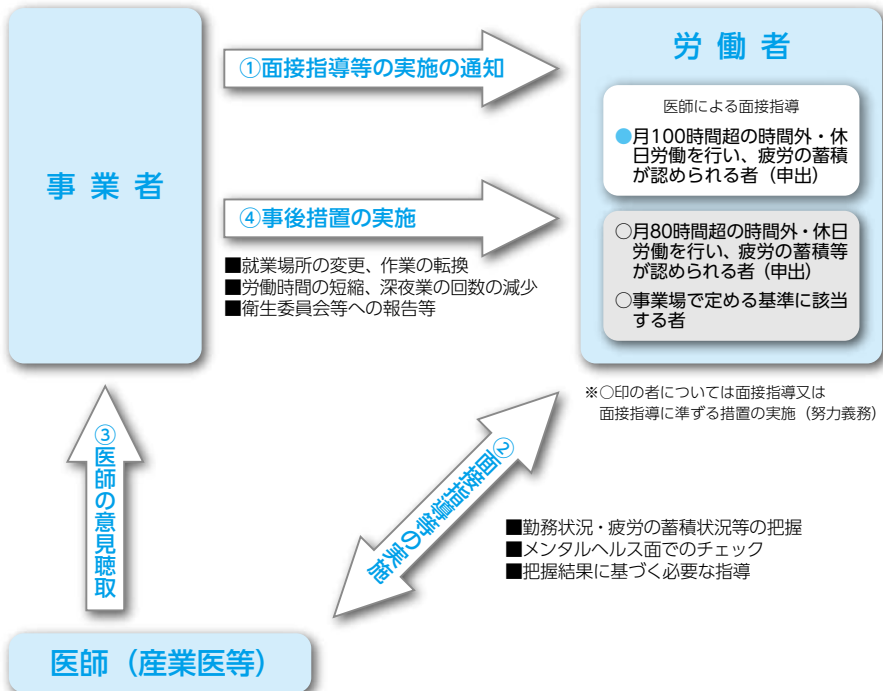 事業者
①面接指導等の実施の通知
④事後措置の実施
■就業場所の変更、作業の転換
■労働時間の短縮、深夜業の回数の減少
■衛生委員会等への報告等
労働者
医師による面接指導
●月100時間超の時間外・休
日労働を行い、疲労の蓄積
が認められる者（申出）
○月80時間超の時間外・休日
労働を行い、疲労の蓄積等
が認められる者（申出）
○事業場で定める基準に該当
する者
※○印の者については面接指導又は
面接指導に準ずる措置の実施（努力義務）
③医師の意見聴取
②面接指導等の実施
■勤務状況・疲労の蓄積状況等の把握
■メンタルヘルス面でのチェック
■把握結果に基づく必要な指導
医師（産業医等）